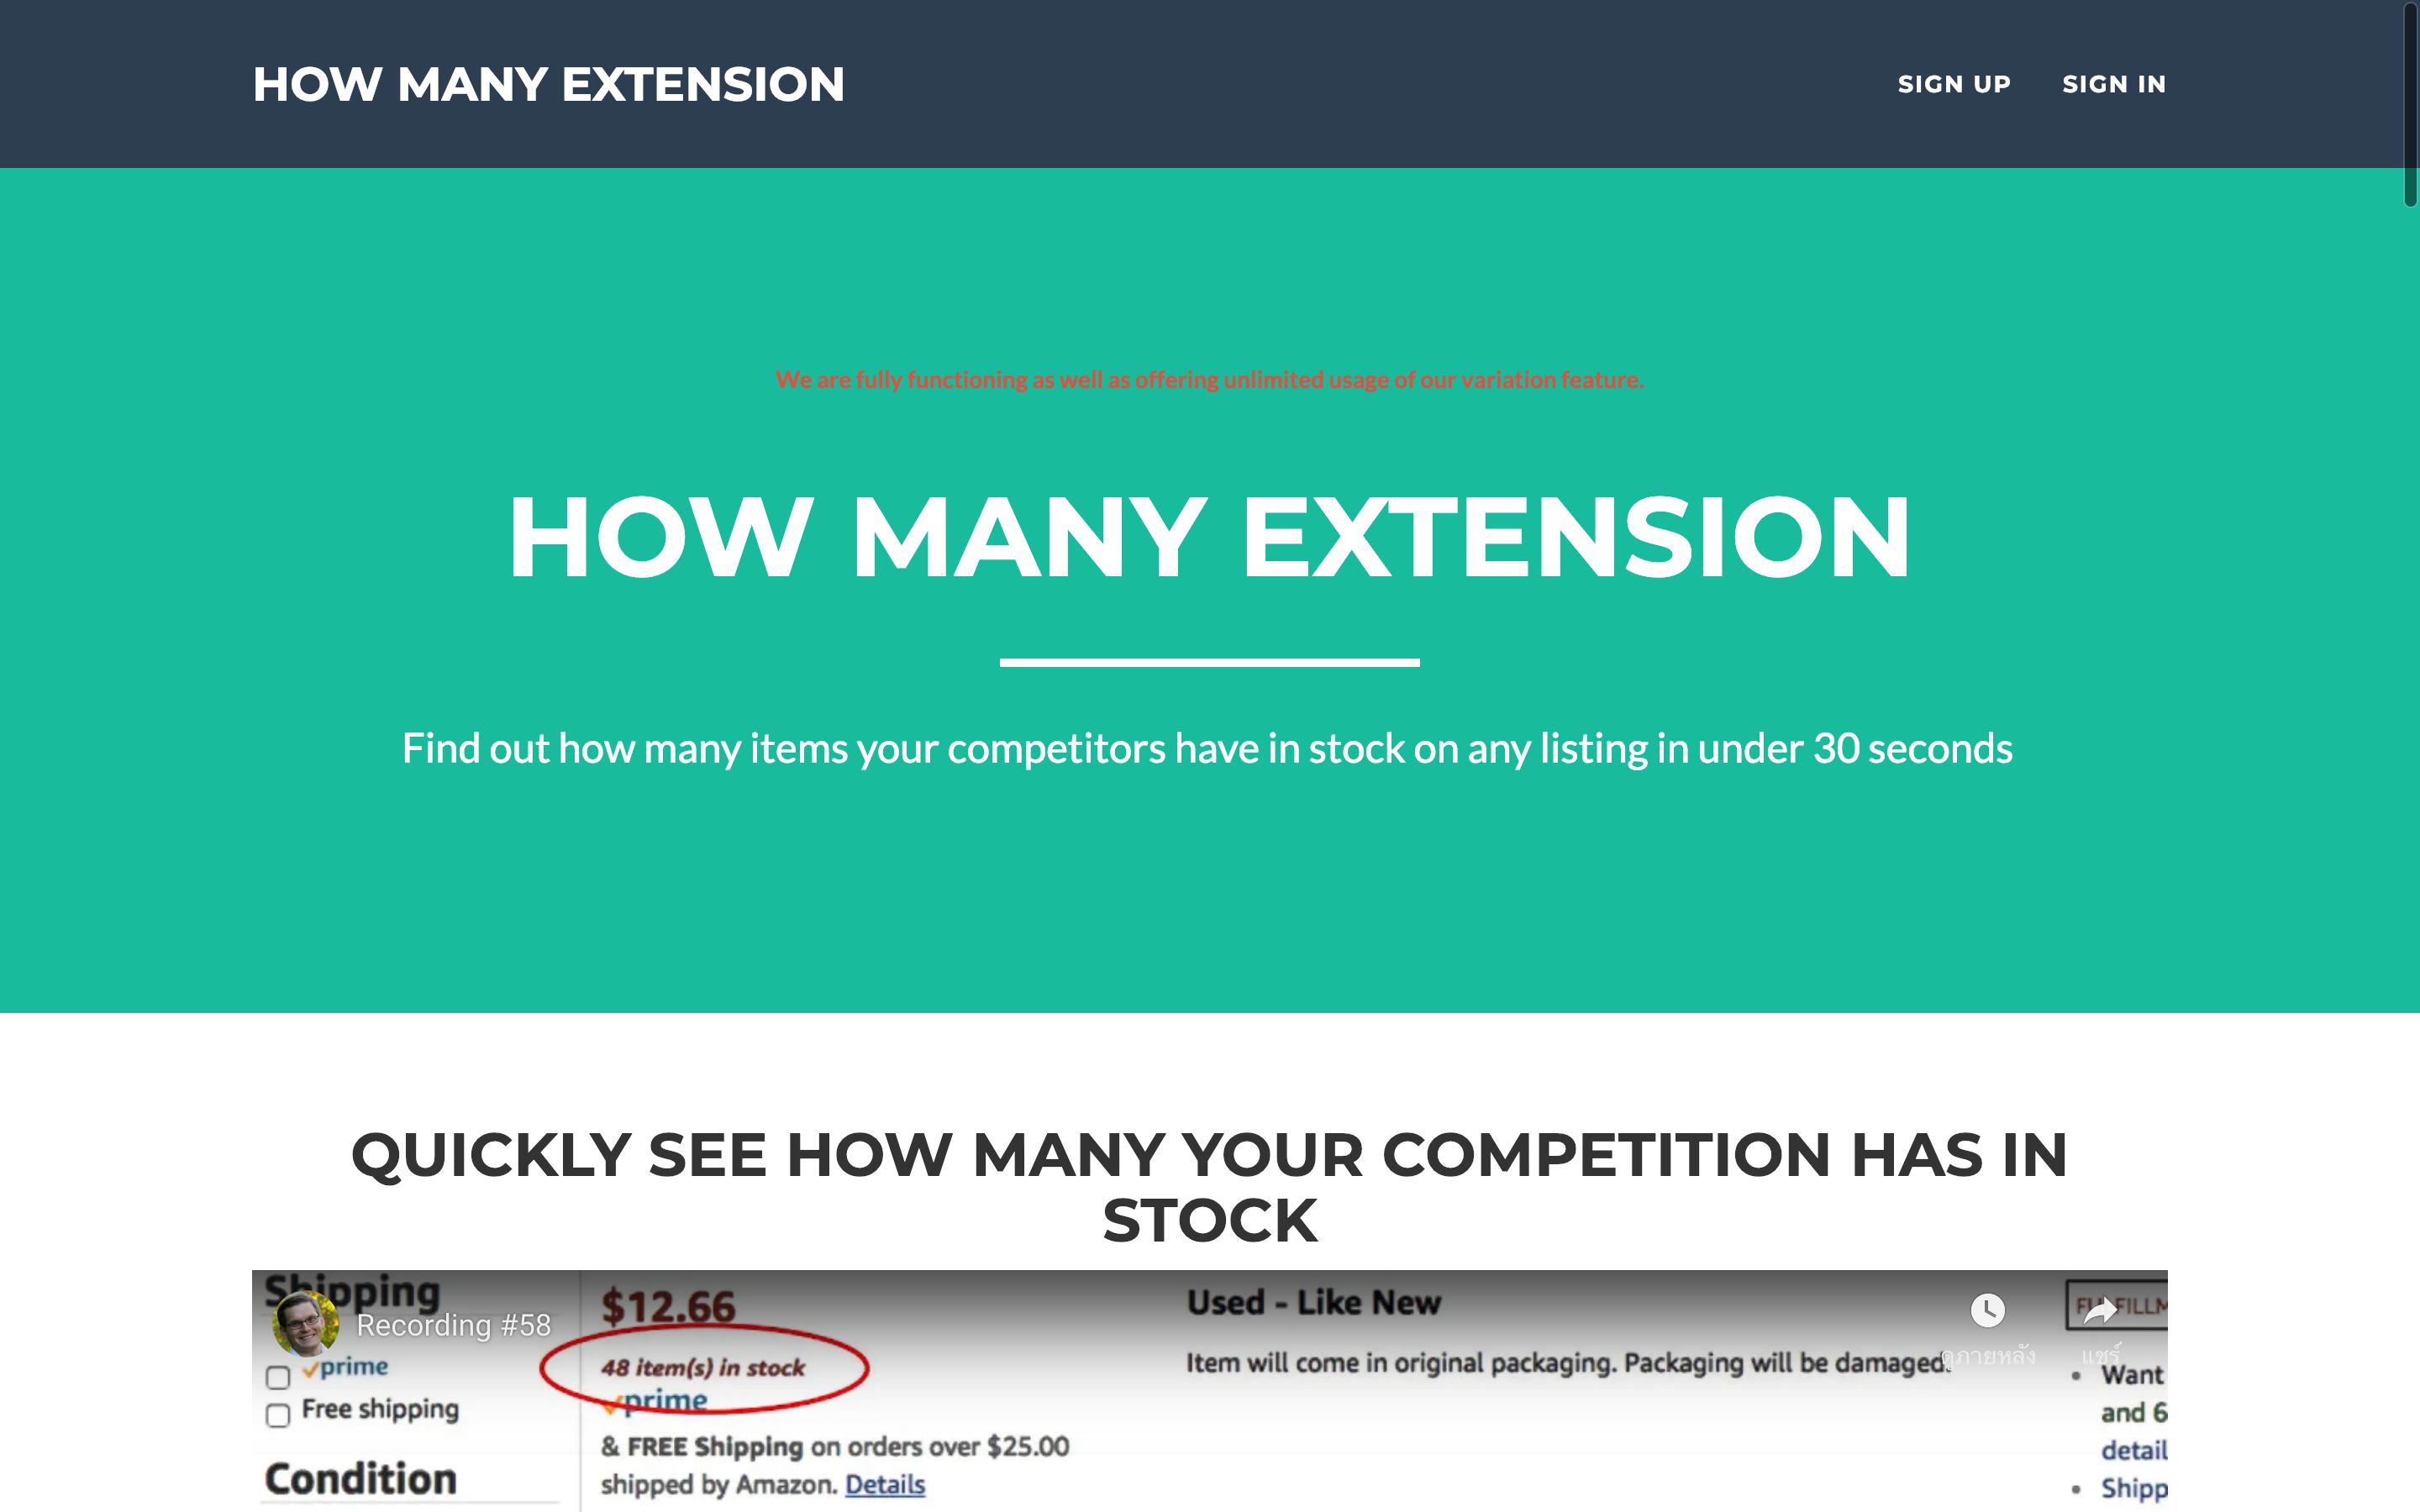 HOW MANY EXTENSION
SIGN UP
SIGN IN
We are fully functioning as well as offering unlimited usage of our variation feature.
HOW MANY EXTENSION
Find out how many items your competitors have in stock on any listing in under 30 seconds
QUICKLY SEE HOW MANY YOUR COMPETITION HAS IN
STOCK
Shipping
Recording #58
prime
Free shipping
Condition
$12.66
48 item(s) in stock
prime
& FREE Shipping on orders over $25.00
shipped by Amazon. Details
Used - Like New
Item will come in original packaging. Packaging will be damaged.
ดูภายหลัง
แชร์
Want
and 6
detail
Shipp